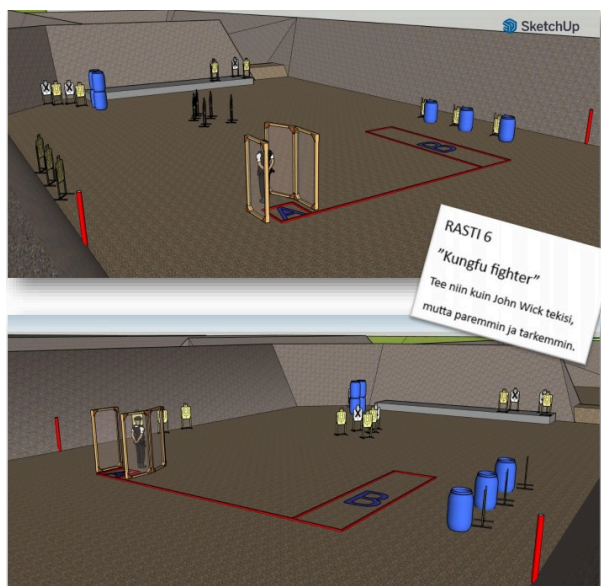 SketchUp
B
A
RASTI 6
"Kungfu fighter"
Tee niin kuin John Wick tekisi,
mutta paremmin ja tarkemmin.
B